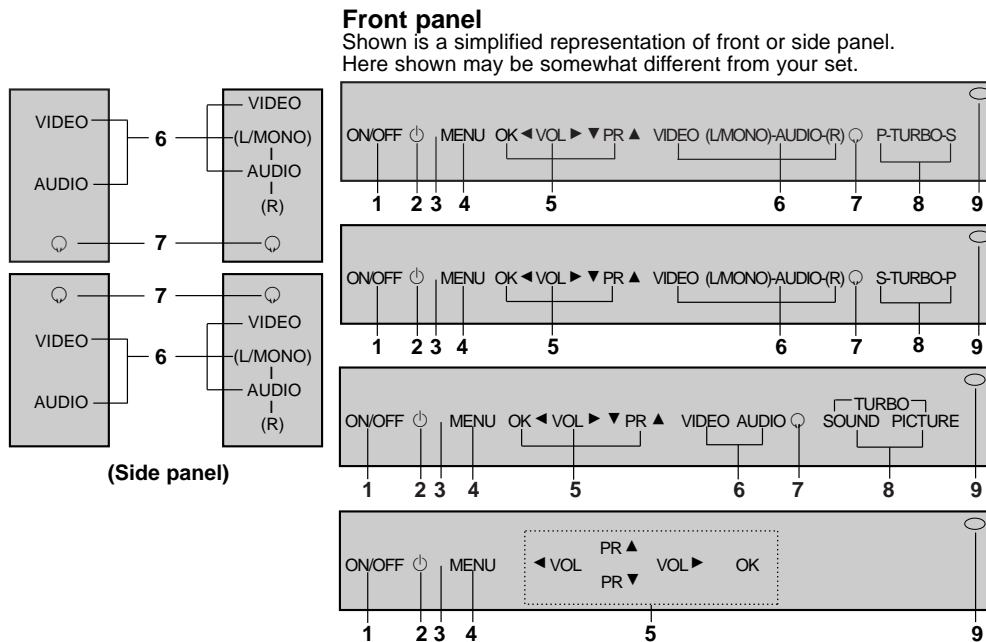 Front panel
Shown is a simplified representation of front or side panel.
Here shown may be somewhat different from your set.
VIDEO
6
AUDIO
7
VIDEO
(L/MONO)
AUDIO
(R)
7
VIDEO
6
AUDIO
VIDEO
(L/MONO)
AUDIO
(R)
(Side panel)
ON/OFF MENU OK ◄ VOL ► ▼ PR ▲ VIDEO (L/MONO)-AUDIO-(R) P-TURBO-S
1 2 3 4 5 6 7 8 9
ON/OFF MENU OK ◄ VOL ► ▼ PR ▲ VIDEO (L/MONO)-AUDIO-(R) S-TURBO-P
1 2 3 4 5 6 7 8 9
TURBO
ON/OFF MENU OK ◄ VOL ► ▼ PR ▲ VIDEO AUDIO SOUND PICTURE
1 2 3 4 5 6 7 8 9
PR ▲
ON/OFF MENU ◄ VOL VOL ► OK
PR ▼
1 2 3 4 5 9